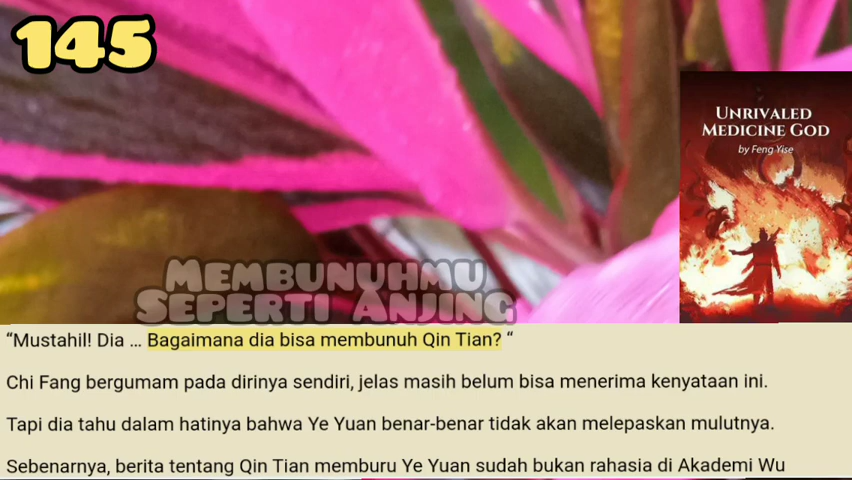 145
UNRIVALED
MEDICINE GOD
by Feng Yise
MEMBUNUHMU
SEPERTI ANJING
“Mustahil! Dia ... Bagaimana dia bisa membunuh Qin Tian? “
Chi Fang bergumam pada dirinya sendiri, jelas masih belum bisa menerima kenyataan ini.
Tapi dia tahu dalam hatinya bahwa Ye Yuan benar-benar tidak akan melepaskan mulutnya.
Sebenarnya, berita tentang Qin Tian memburu Ye Yuan sudah bukan rahasia di Akademi Wu